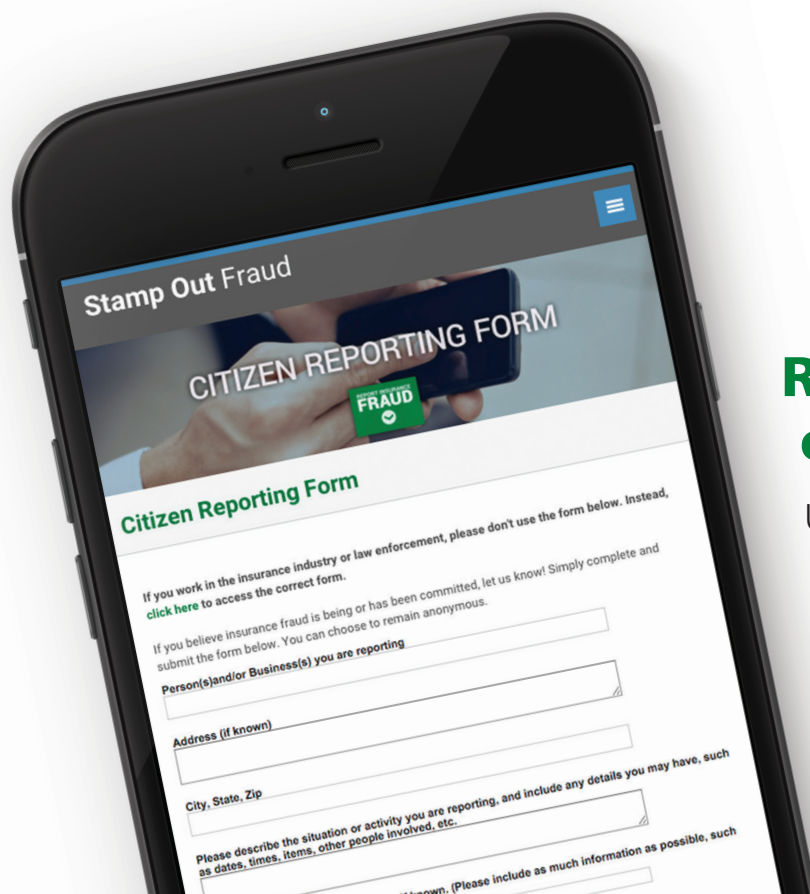 Stamp Out Fraud
CITIZEN REPORTING FORM
REPORT INSURANCE
FRAUD
Citizen Reporting Form
If you work in the insurance industry or law enforcement, please don't use the form below. Instead,
click here to access the correct form.
If you believe insurance fraud is being or has been committed, let us know! Simply complete and
submit the form below. You can choose to remain anonymous.
Person(s)and/or Business(s) you are reporting
Address (if known)
City, State, Zip
Please describe the situation or activity you are reporting, and include any details you may have, such
as dates, times, items, other people involved, etc.
known. (Please include as much information as possible, such
R